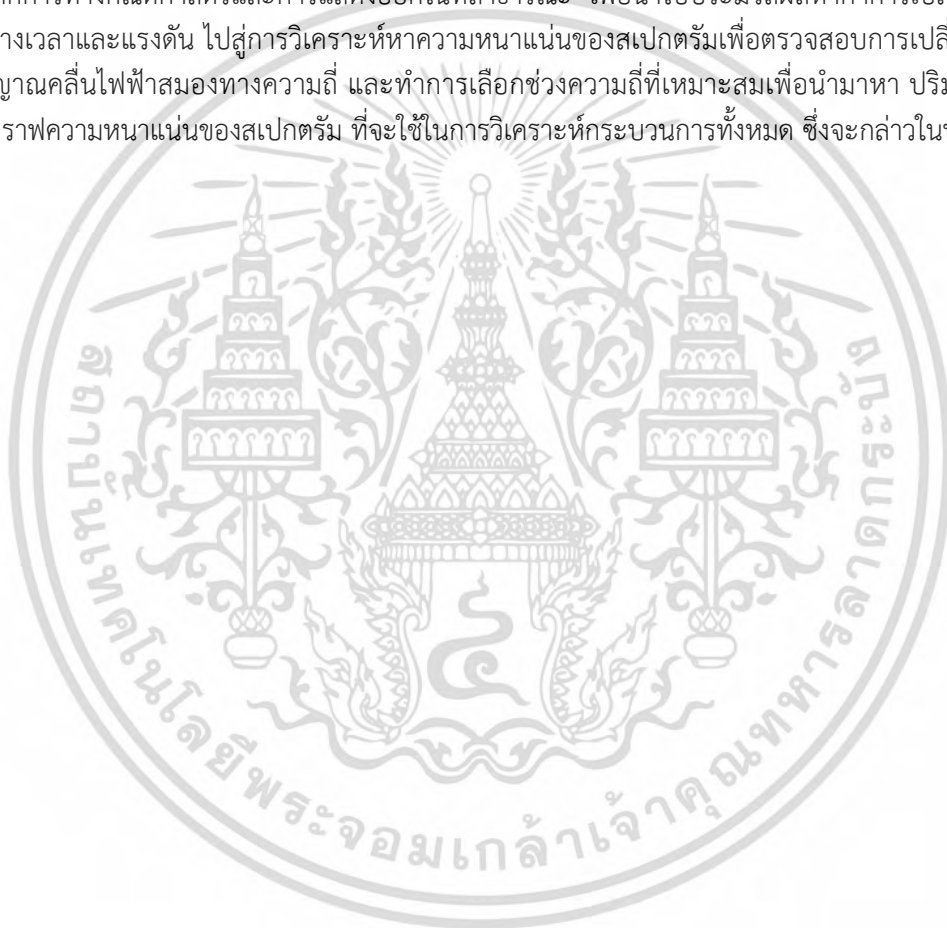 างเวลาและแรงดัน ไปสู่การวิเคราะห์หาความหนาแน่นของสเปกตรัมเพื่อตรวจสอบการเปลี
ญาณคลื่นไฟฟ้าสมองทางความถี่ และทำการเลือกช่วงความถี่ที่เหมาะสมเพื่อนำมาหา ปริม
ราฟความหนาแน่นของสเปกตรัม ที่จะใช้ในการวิเคราะห์กระบวนการทั้งหมด ซึ่งจะกล่าวใน
สถาบันเทคโนโลยีพระจอมเกล้าเจ้าคุณทหารลาดกระบัง
๔